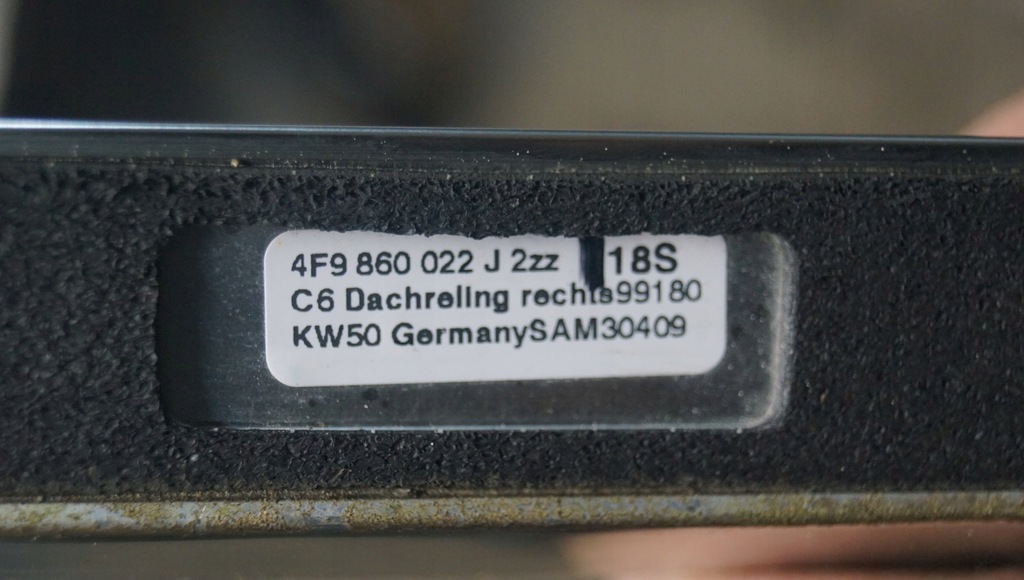 4F9 860 022 J 2zz 18S
C6 Dachreling rechts99180
KW50 GermanySAM30409